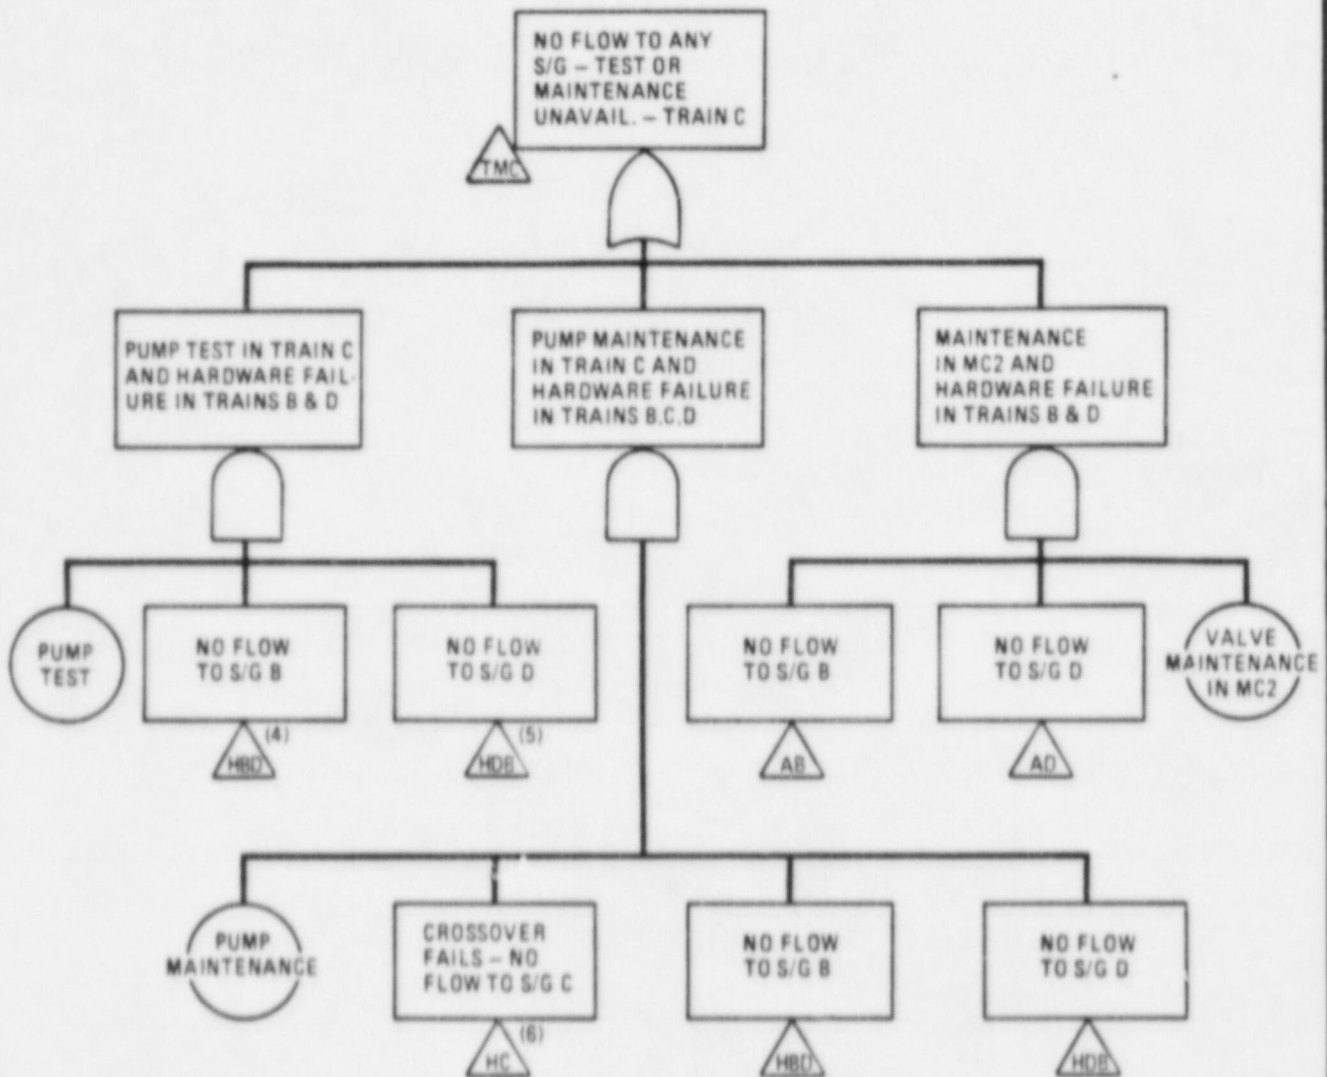 NO FLOW TO ANY
S/G – TEST OR
MAINTENANCE
UNAVAIL. – TRAIN C
TMC
PUMP TEST IN TRAIN C
AND HARDWARE FAIL-
URE IN TRAINS B & D
PUMP MAINTENANCE
IN TRAIN C AND
HARDWARE FAILURE
IN TRAINS B,C,D
MAINTENANCE
IN MC2 AND
HARDWARE FAILURE
IN TRAINS B & D
PUMP
TEST
NO FLOW
TO S/G B
(4)
HBD
NO FLOW
TO S/G D
(5)
HDB
NO FLOW
TO S/G B
AB
NO FLOW
TO S/G D
AD
VALVE
MAINTENANCE
IN MC2
PUMP
MAINTENANCE
CROSSOVER
FAILS – NO
FLOW TO S/G C
(6)
HC
NO FLOW
TO S/G B
HBD
NO FLOW
TO S/G D
HDB